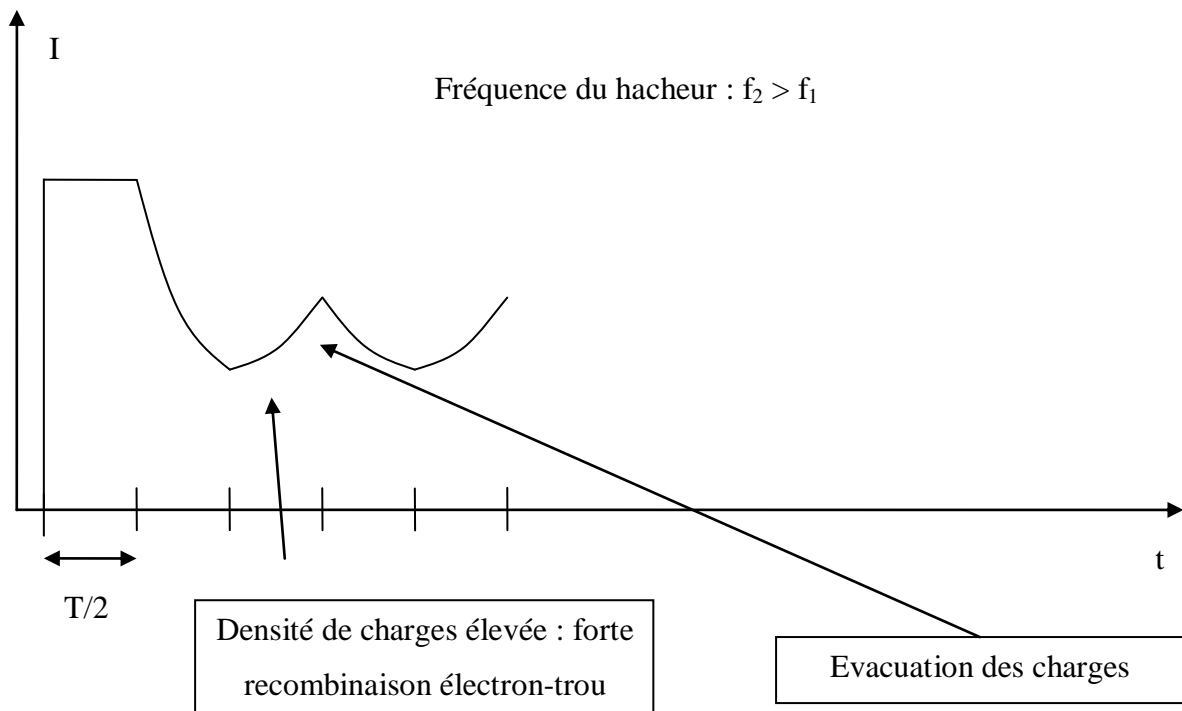 I
Fréquence du hacheur : f₂ > f₁
t
T/2
Densité de charges élevée : forte
recombinaison électron-trou
Evacuation des charges